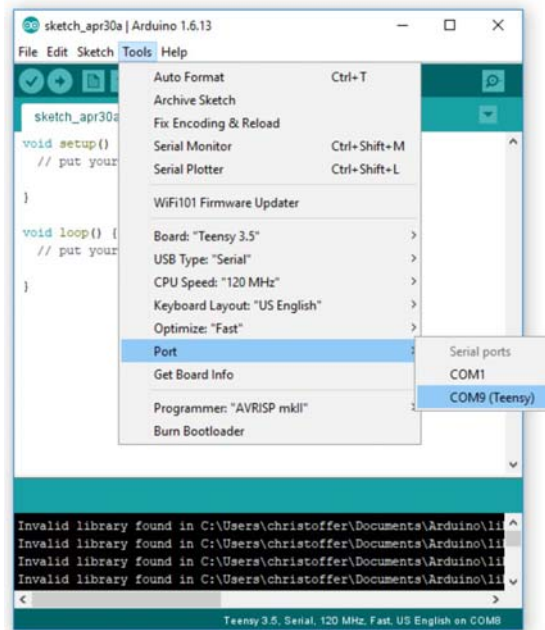 sketch_apr30a | Arduino 1.6.13
File Edit Sketch Tools Help
sketch_apr30a
void setup()
// put your
}
void loop() {
// put your
}
Auto Format Ctrl+T
Archive Sketch
Fix Encoding & Reload
Serial Monitor Ctrl+Shift+M
Serial Plotter Ctrl+Shift+L
WiFi101 Firmware Updater
Board: "Teensy 3.5"
USB Type: "Serial"
CPU Speed: "120 MHz"
Keyboard Layout: "US English"
Optimize: "Fast"
Port
Get Board Info
Programmer: "AVRISP mkII"
Burn Bootloader
Serial ports
COM1
COM9 (Teensy)
Invalid library found in C:\Users\christoffer\Documents\Arduino\li
Invalid library found in C:\Users\christoffer\Documents\Arduino\li
Invalid library found in C:\Users\christoffer\Documents\Arduino\li
Invalid library found in C:\Users\christoffer\Documents\Arduino\li
Teensy 3.5, Serial, 120 MHz, Fast, US English on COM8